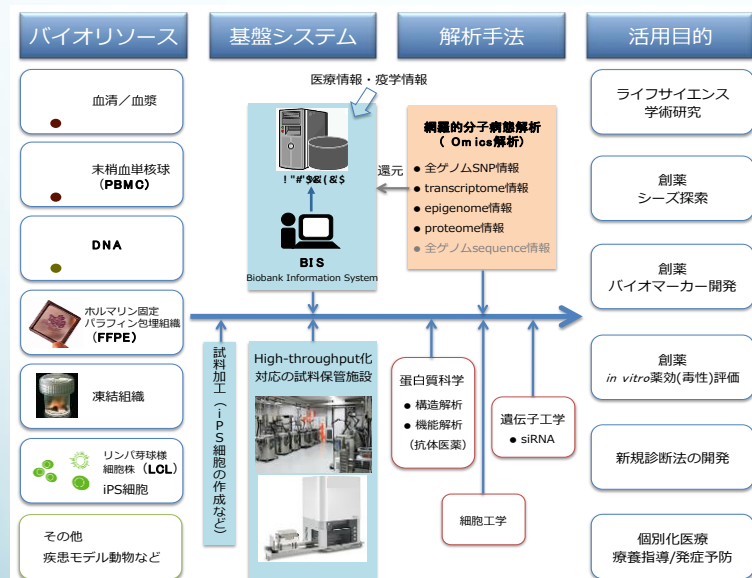 バイオリソース
基盤システム
解析手法
活用目的
血清／血漿
末梢血単核球
（PBMC）
DNA
ホルマリン固定
パラフィン包埋組織
（FFPE）
凍結組織
リンパ芽球様
細胞株（LCL）
iPS細胞
その他
疾患モデル動物など
医療情報・疫学情報
! "#'$&( &'$
BIS
Biobank Information System
還元
試料加工（iPS細胞の作成など）
High-throughput化
対応の試料保管施設
網羅的分子病態解析
（ Omics解析）
● 全ゲノムSNP情報
● transcriptome情報
● epigenome情報
● proteome情報
● 全ゲノムsequence情報
蛋白質科学
● 構造解析
● 機能解析
（抗体医薬）
遺伝子工学
● siRNA
細胞工学
ライフサイエンス
学術研究
創薬
シーズ探索
創薬
バイオマーカー開発
創薬
in vitro薬効(毒性)評価
新規診断法の開発
個別化医療
療養指導/発症予防